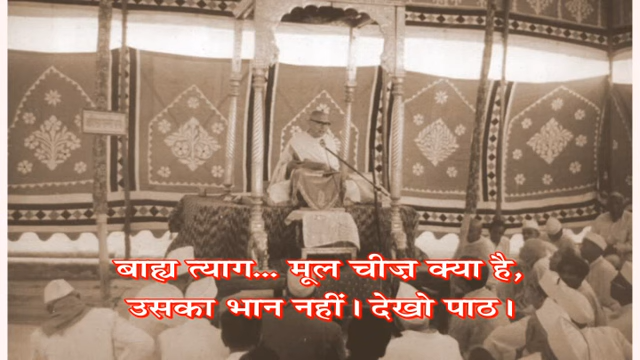 बाह्य त्याग... मूल चीज़ क्या है,
उसका भान नहीं। देखो पाठ।